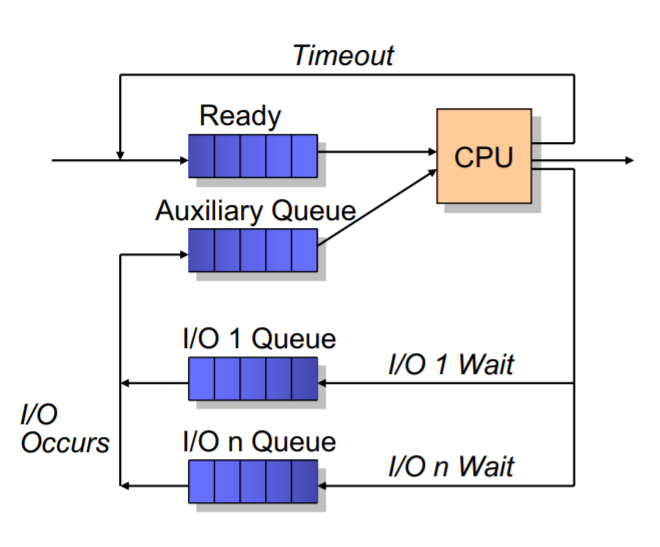 Timeout
Ready
CPU
Auxiliary Queue
I/O 1 Queue
I/O 1 Wait
I/O
Occurs
I/O n Queue
I/O n Wait